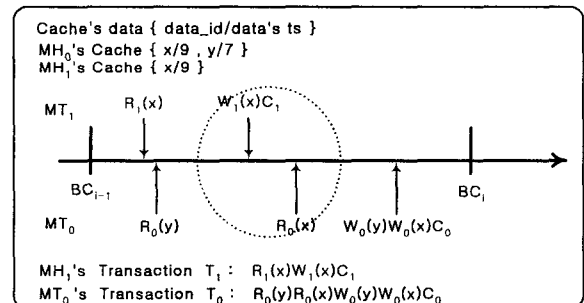 Cache's data { data_id/data's ts }
MH₀'s Cache { x/9 , y/7 }
MH₁'s Cache { x/9 }
R₁(x) W₁(x)C₁
MT₁
BCᵢ₋₁ BCᵢ
MT₀ R₀(y) R₀(x) W₀(y)W₀(x)C₀
MH₁'s Transaction T₁ : R₁(x)W₁(x)C₁
MT₀'s Transaction T₀ : R₀(y)R₀(x)W₀(y)W₀(x)C₀